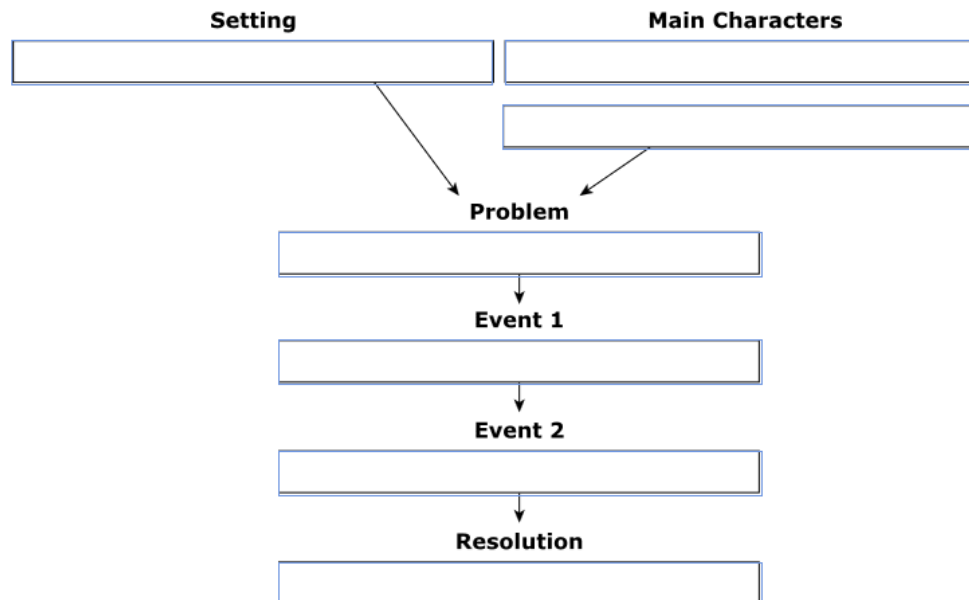 Setting
Main Characters
Problem
Event 1
Event 2
Resolution